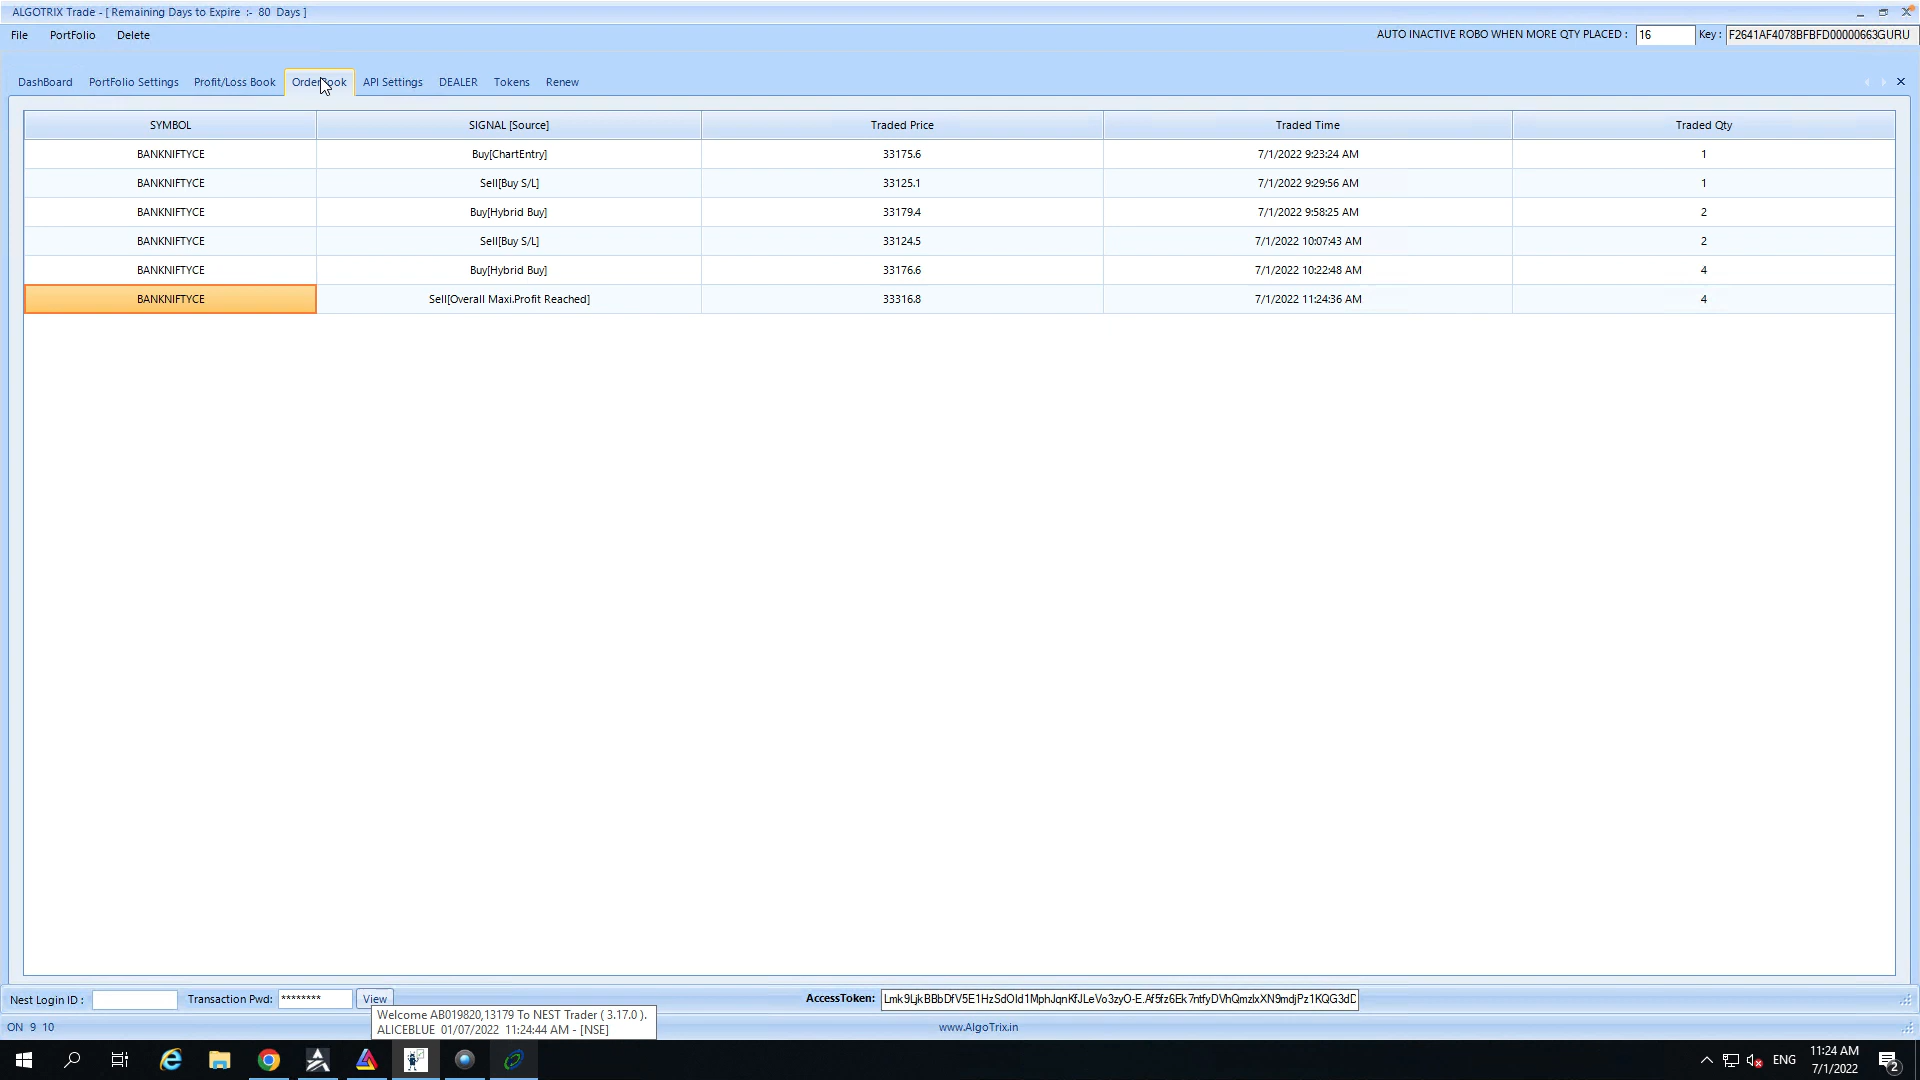 ALGOTRIX Trade - [ Remaining Days to Expire :- 80 Days ]
File PortFolio Delete
AUTO INACTIVE ROBO WHEN MORE QTY PLACED : 16 Key : F2641AF4078BFBFD00000663GURU
DashBoard PortFolio Settings Profit/Loss Book OrderBook API Settings DEALER Tokens Renew
SYMBOL SIGNAL [Source] Traded Price Traded Time Traded Qty
BANKNIFTYCE Buy[ChartEntry] 33175.6 7/1/2022 9:23:24 AM 1
BANKNIFTYCE Sell[Buy S/L] 33125.1 7/1/2022 9:29:56 AM 1
BANKNIFTYCE Buy[Hybrid Buy] 33179.4 7/1/2022 9:58:25 AM 2
BANKNIFTYCE Sell[Buy S/L] 33124.5 7/1/2022 10:07:43 AM 2
BANKNIFTYCE Buy[Hybrid Buy] 33176.6 7/1/2022 10:22:48 AM 4
BANKNIFTYCE Sell[Overall Maxi.Profit Reached] 33316.8 7/1/2022 11:24:36 AM 4
Nest Login ID : Transaction Pwd: ******** View AccessToken:
Welcome AB019820,13179 To NEST Trader ( 3.17.0 ).
ALICEBLUE 01/07/2022 11:24:44 AM - [NSE]
ON 9 10 www.AlgoTrix.in
ENG 11:24 AM
7/1/2022 2